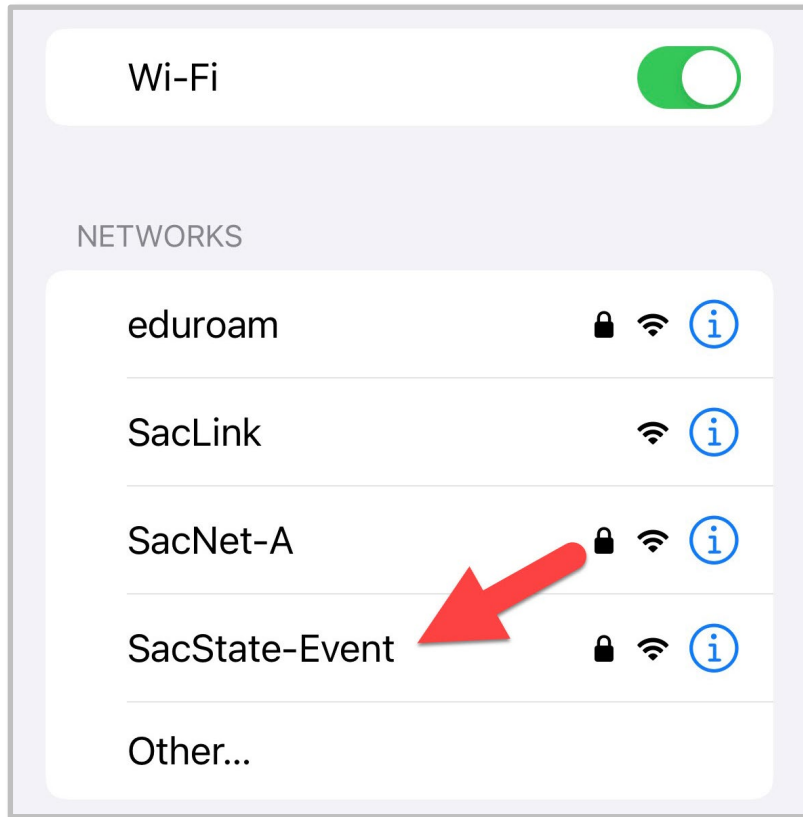 Wi-Fi
NETWORKS
eduroam
SacLink
SacNet-A
SacState-Event
Other...